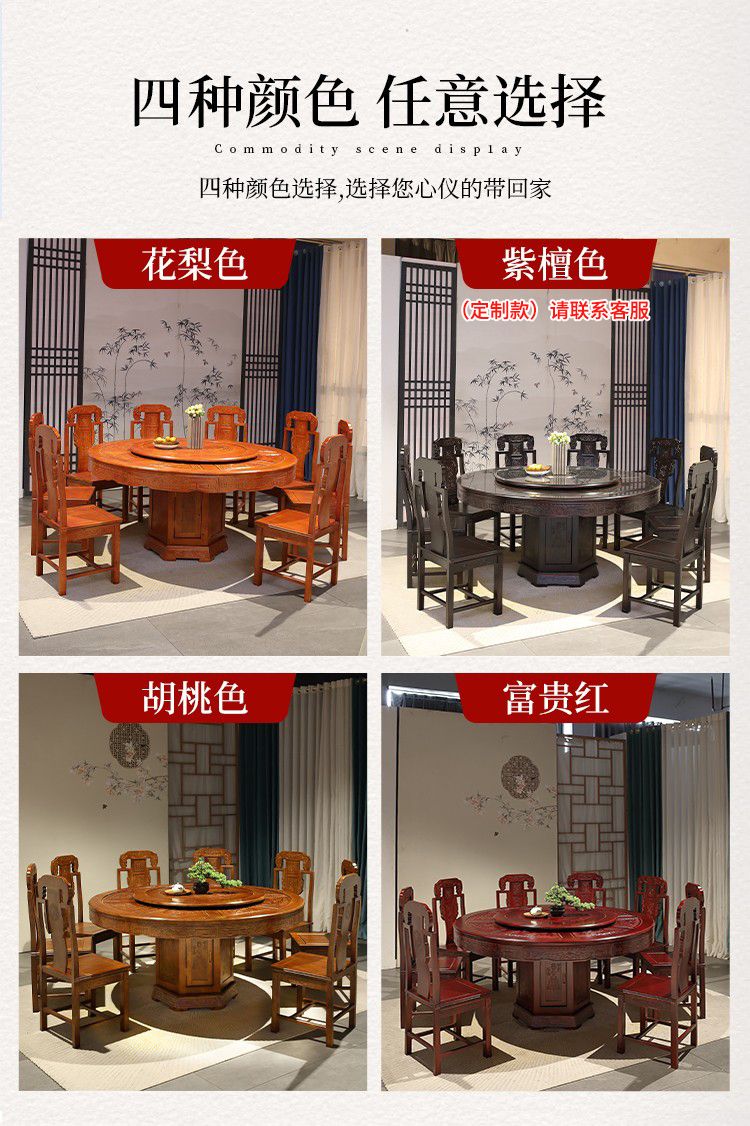 四种颜色 任意选择
Commodity scene display
四种颜色选择,选择您心仪的带回家
花梨色
紫檀色
（定制款）请联系客服
胡桃色
富贵红